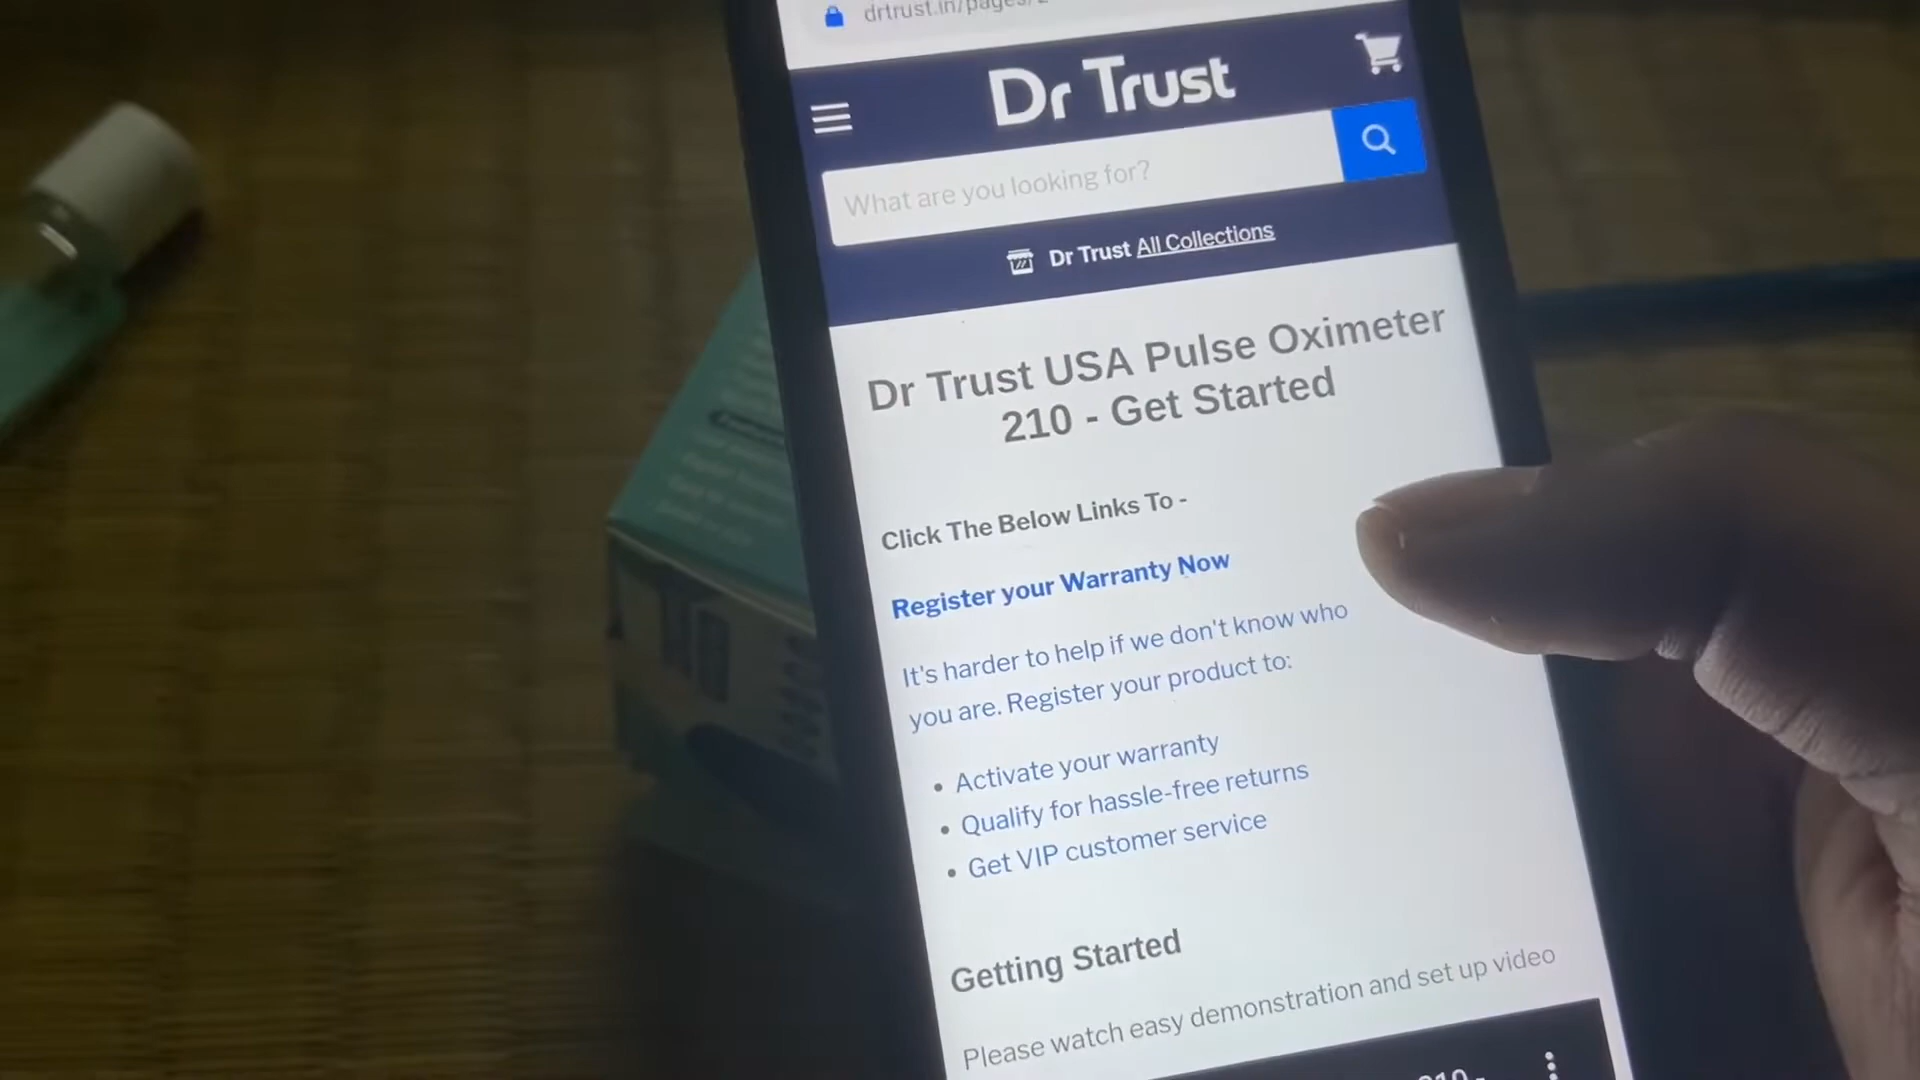 drtrust.in/pages/
Dr Trust
What are you looking for?
Dr Trust All Collections
Dr Trust USA Pulse Oximeter
210 - Get Started
Click The Below Links To -
Register your Warranty Now
It's harder to help if we don't know who
you are. Register your product to:
• Activate your warranty
• Qualify for hassle-free returns
• Get VIP customer service
Getting Started
Please watch easy demonstration and set up video
210 -